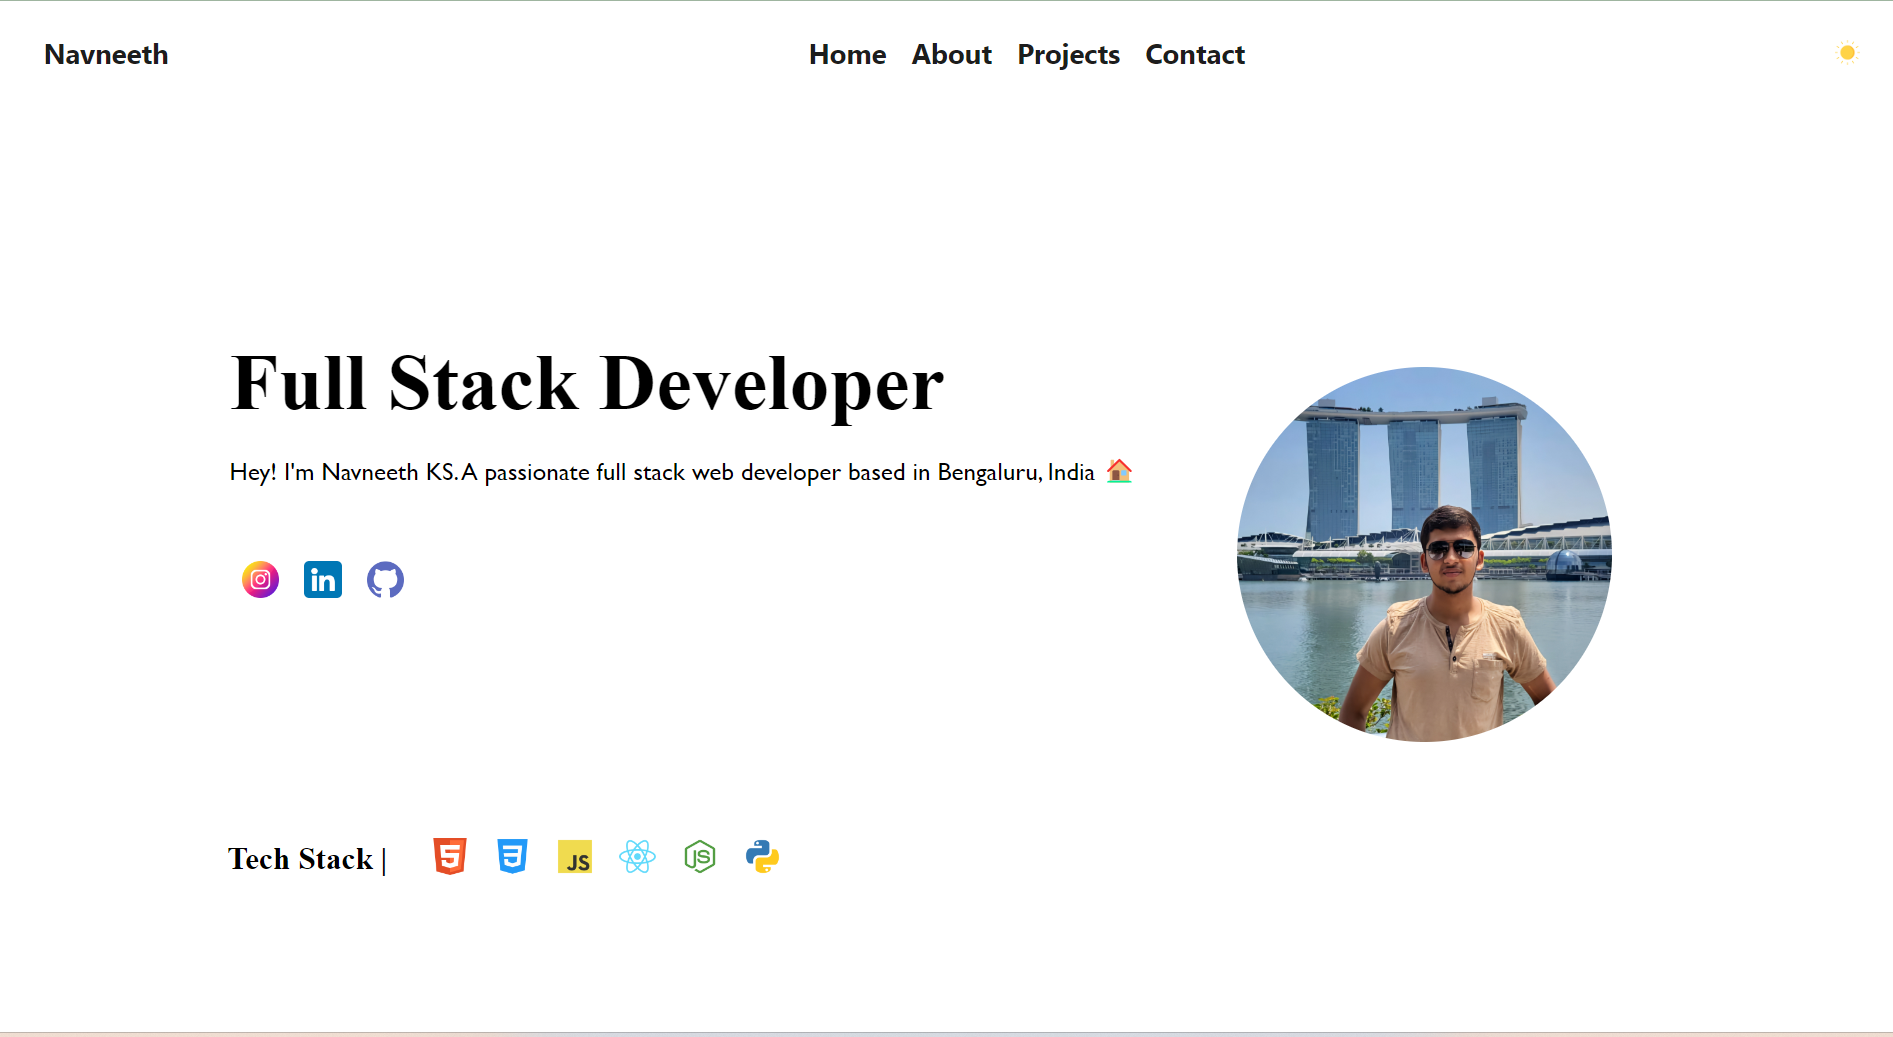 Navneeth
Home About Projects Contact
Full Stack Developer
Hey! I'm Navneeth KS. A passionate full stack web developer based in Bengaluru, India
in
Tech Stack | 5 3 JS JS